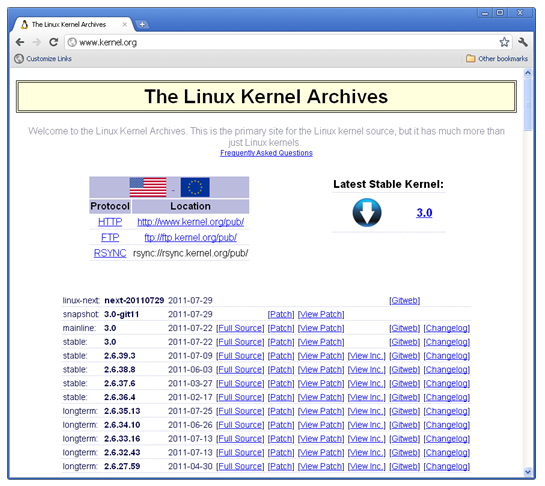 The Linux Kernel Archives
www.kernel.org
Customize Links Other bookmarks
The Linux Kernel Archives
Welcome to the Linux Kernel Archives. This is the primary site for the Linux kernel source, but it has much more than
just Linux kernels.
Frequently Asked Questions
-
Protocol Location
HTTP http://www.kernel.org/pub/
FTP ftp://ftp.kernel.org/pub/
RSYNC rsync://rsync.kernel.org/pub/
Latest Stable Kernel:
3.0
linux-next: next-20110729 2011-07-29 [Gitweb]
snapshot: 3.0-git11 2011-07-29 [Patch] [View Patch]
mainline: 3.0 2011-07-22 [Full Source] [Patch] [View Patch] [Gitweb] [Changelog]
stable: 3.0 2011-07-22 [Full Source] [Patch] [View Patch] [Gitweb] [Changelog]
stable: 2.6.39.3 2011-07-09 [Full Source] [Patch] [View Patch] [View Inc.] [Gitweb] [Changelog]
stable: 2.6.38.8 2011-06-03 [Full Source] [Patch] [View Patch] [View Inc.] [Gitweb] [Changelog]
stable: 2.6.37.6 2011-03-27 [Full Source] [Patch] [View Patch] [View Inc.] [Gitweb] [Changelog]
stable: 2.6.36.4 2011-02-17 [Full Source] [Patch] [View Patch] [View Inc.] [Gitweb] [Changelog]
longterm: 2.6.35.13 2011-07-25 [Full Source] [Patch] [View Patch] [View Inc.] [Gitweb] [Changelog]
longterm: 2.6.34.10 2011-06-26 [Full Source] [Patch] [View Patch] [View Inc.] [Gitweb] [Changelog]
longterm: 2.6.33.16 2011-07-13 [Full Source] [Patch] [View Patch] [View Inc.] [Gitweb] [Changelog]
longterm: 2.6.32.43 2011-07-13 [Full Source] [Patch] [View Patch] [View Inc.] [Gitweb] [Changelog]
longterm: 2.6.27.59 2011-04-30 [Full Source] [Patch] [View Patch] [View Inc.] [Gitweb] [Changelog]